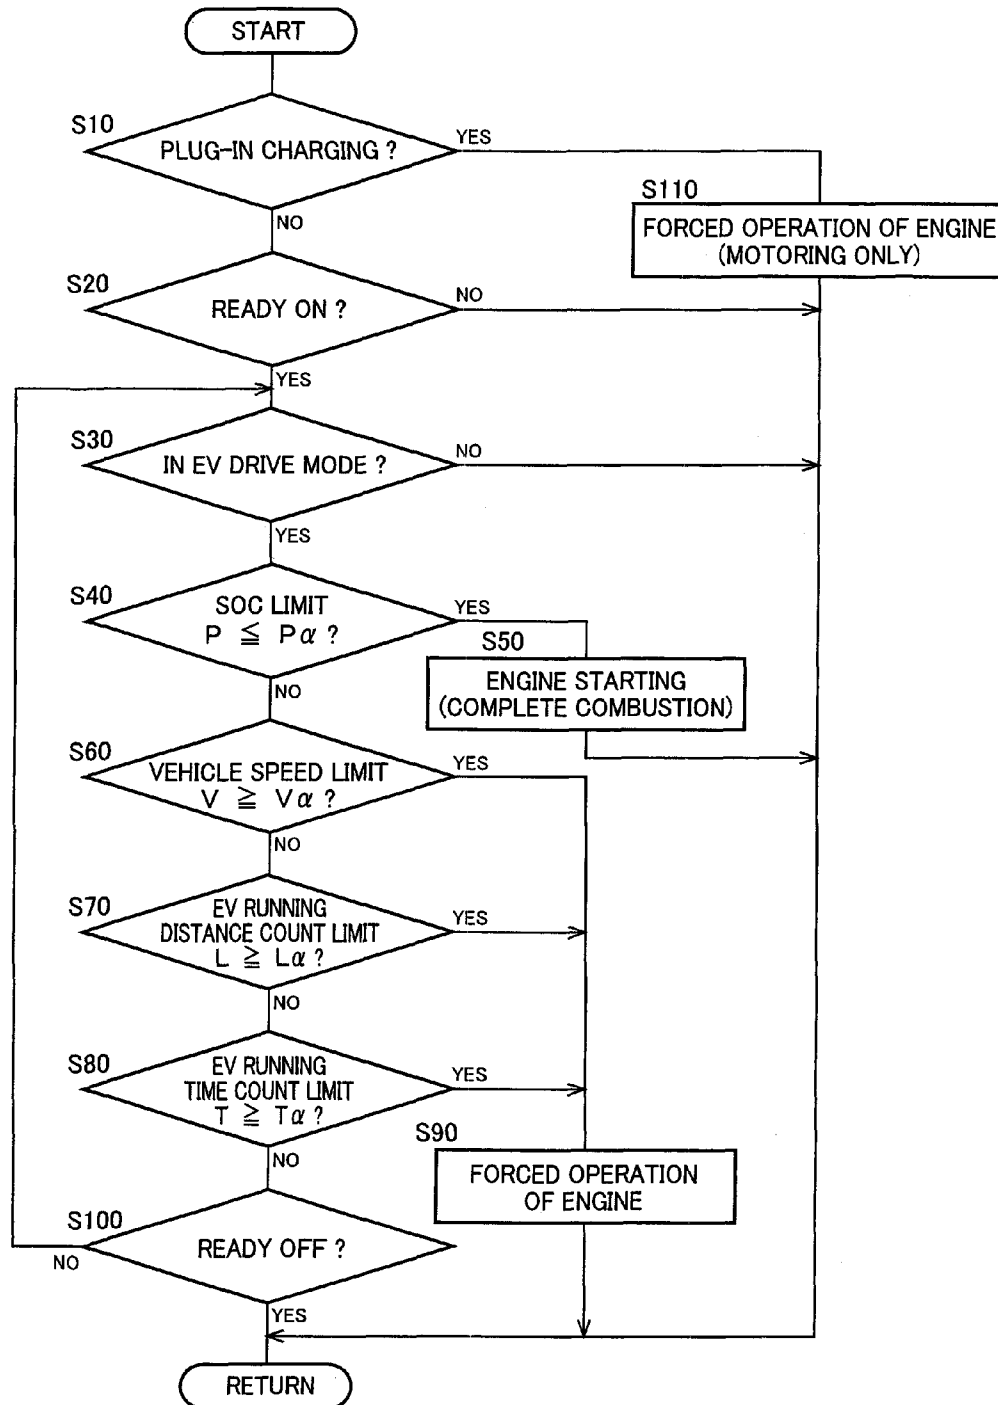 START
S10
PLUG-IN CHARGING ?
YES
NO
S110
FORCED OPERATION OF ENGINE
(MOTORING ONLY)
S20
READY ON ?
NO
YES
S30
IN EV DRIVE MODE ?
NO
YES
S40
SOC LIMIT
P ≦ Pα ?
YES
NO
S50
ENGINE STARTING
(COMPLETE COMBUSTION)
S60
VEHICLE SPEED LIMIT
V ≧ Vα ?
YES
NO
S70
EV RUNNING
DISTANCE COUNT LIMIT
L ≧ Lα ?
YES
NO
S80
EV RUNNING
TIME COUNT LIMIT
T ≧ Tα ?
YES
NO
S90
FORCED OPERATION
OF ENGINE
S100
READY OFF ?
NO
YES
RETURN